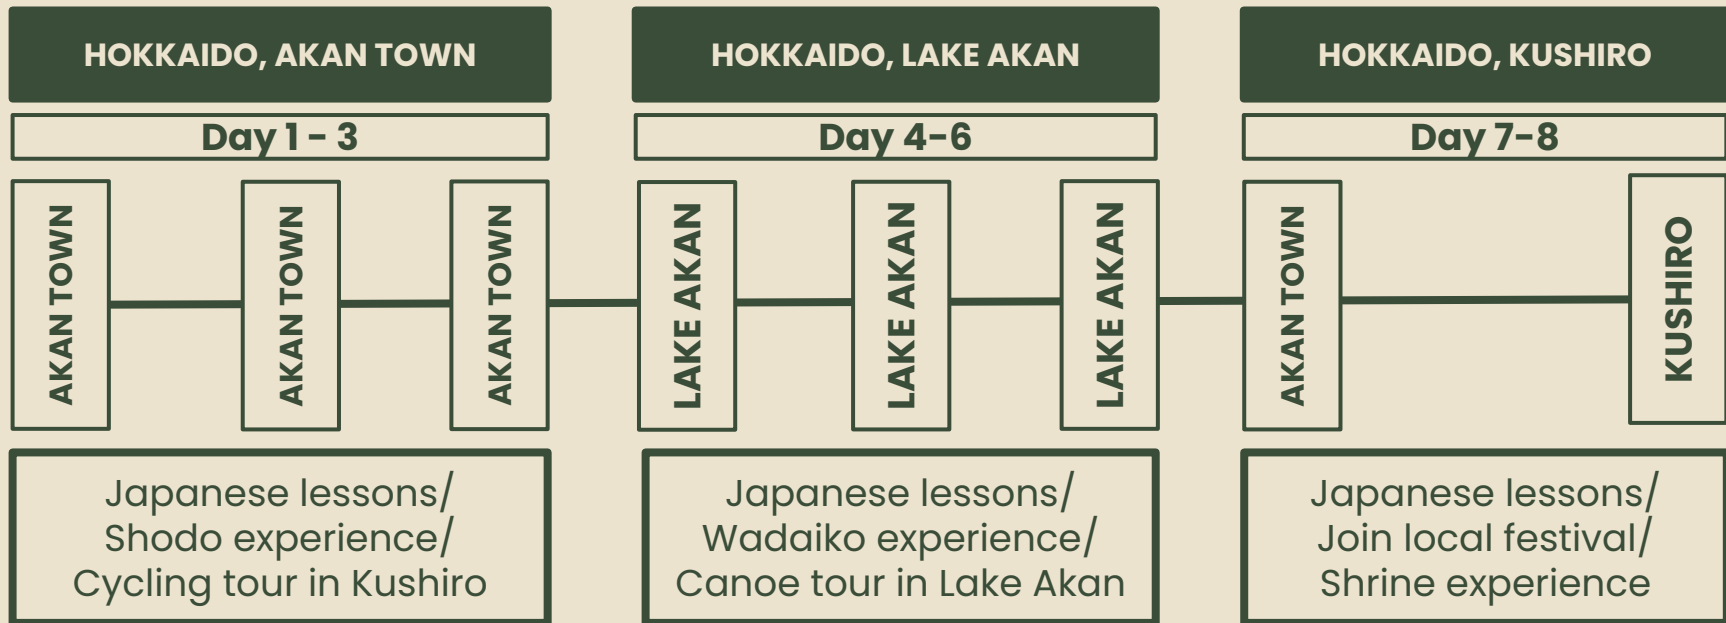 HOKKAIDO, AKAN TOWN
HOKKAIDO, LAKE AKAN
HOKKAIDO, KUSHIRO
Day 1 - 3
Day 4-6
Day 7-8
AKAN TOWN
AKAN TOWN
AKAN TOWN
LAKE AKAN
LAKE AKAN
LAKE AKAN
AKAN TOWN
KUSHIRO
Japanese lessons/
Shodo experience/
Cycling tour in Kushiro
Japanese lessons/
Wadaiko experience/
Canoe tour in Lake Akan
Japanese lessons/
Join local festival/
Shrine experience